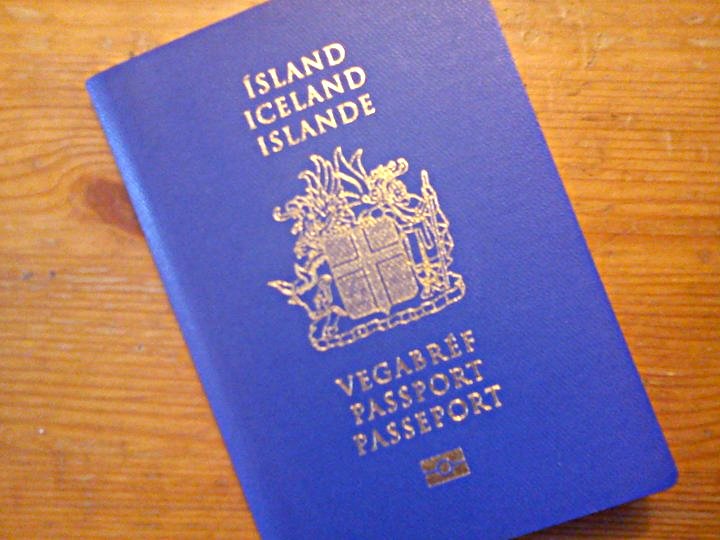 ÍSLAND
ICELAND
ISLANDE
VEGABRÉF
PASSPORT
PASSEPORT